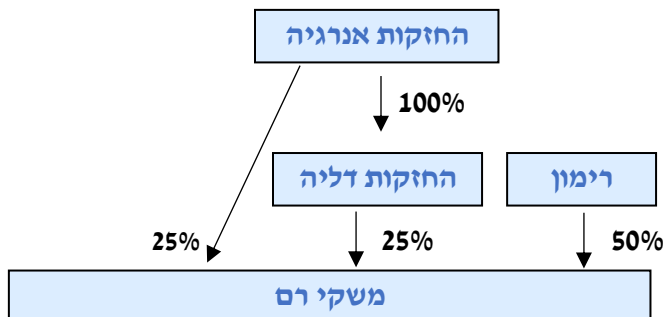 החזקות אנרגיה
100%
החזקות דליה
רימון
25%
25%
50%
משקי רם